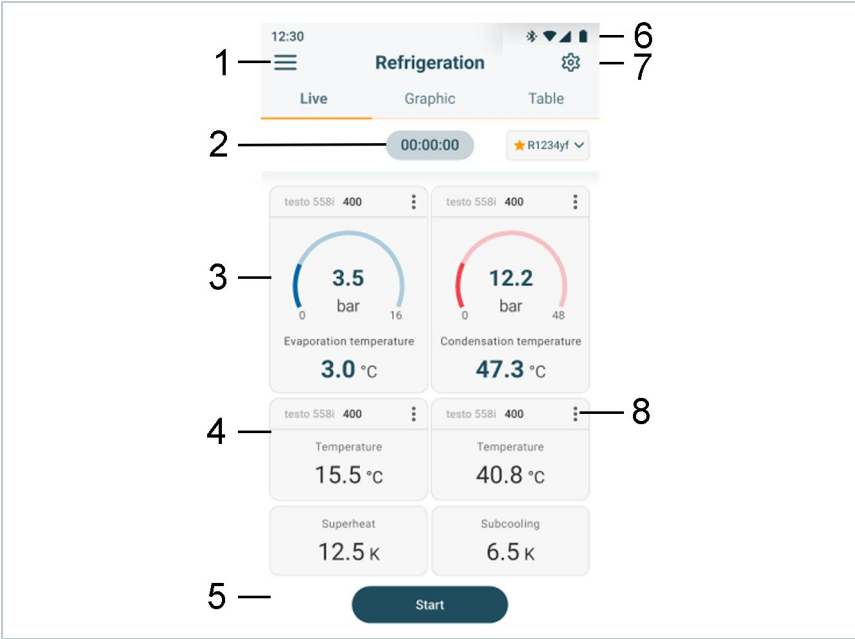 12:30
6
1
Refrigeration
7
Live Graphic Table
2
00:00:00
R1234yf
testo 558i 400
testo 558i 400
3
3.5
bar
0 16
Evaporation temperature
3.0 °C
12.2
bar
0 48
Condensation temperature
47.3 °C
4
testo 558i 400
Temperature
15.5 °C
testo 558i 400
8
Temperature
40.8 °C
Superheat
12.5 K
Subcooling
6.5 K
5
Start